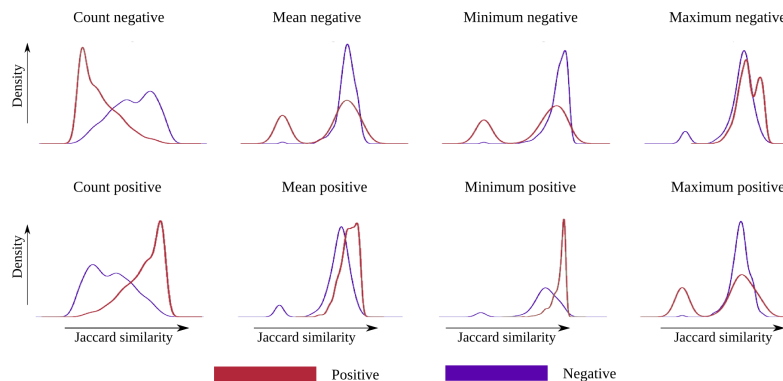 Count negative
Mean negative
Minimum negative
Maximum negative
Density
Count positive
Mean positive
Minimum positive
Maximum positive
Density
Jaccard similarity
Jaccard similarity
Jaccard similarity
Jaccard similarity
Positive
Negative